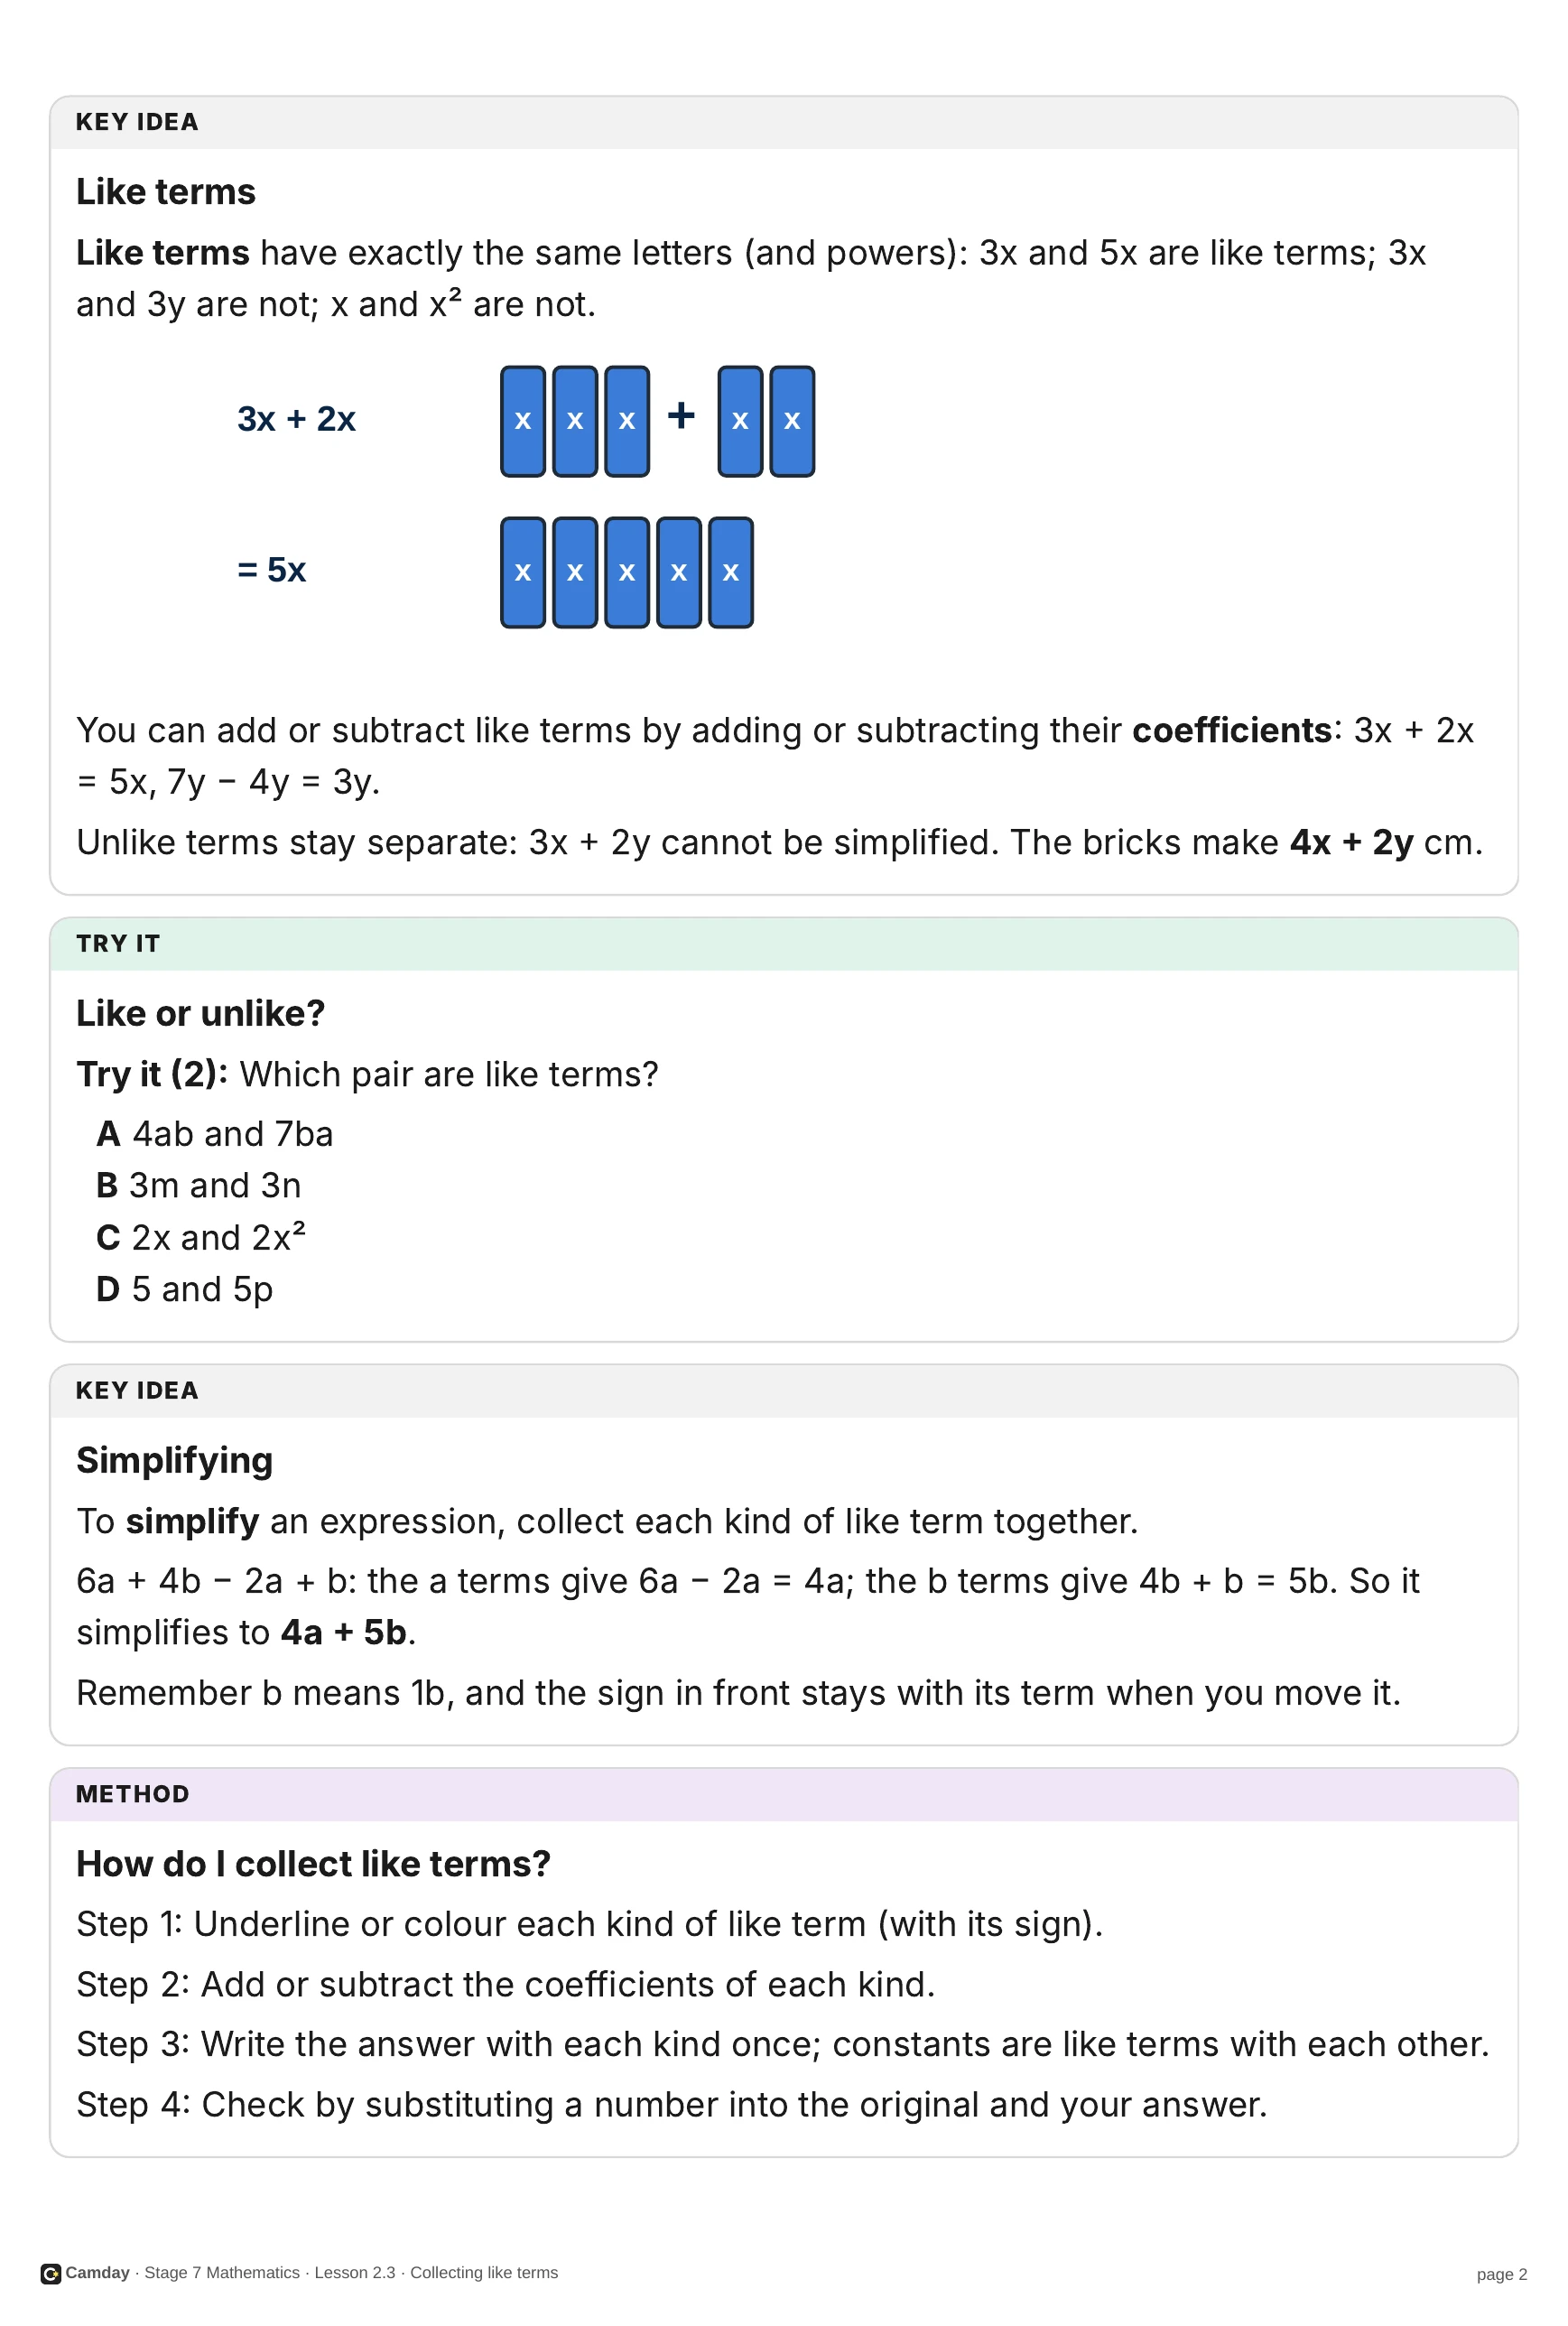 KEY IDEA
Like terms
Like terms have exactly the same letters (and powers): 3x and 5x are like terms; 3x
and 3y are not; x and x² are not.
3x + 2x x x x + x x
= 5x x x x x x
You can add or subtract like terms by adding or subtracting their coefficients: 3x + 2x
= 5x, 7y − 4y = 3y.
Unlike terms stay separate: 3x + 2y cannot be simplified. The bricks make 4x + 2y cm.
TRY IT
Like or unlike?
Try it (2): Which pair are like terms?
A 4ab and 7ba
B 3m and 3n
C 2x and 2x²
D 5 and 5p
KEY IDEA
Simplifying
To simplify an expression, collect each kind of like term together.
6a + 4b − 2a + b: the a terms give 6a − 2a = 4a; the b terms give 4b + b = 5b. So it
simplifies to 4a + 5b.
Remember b means 1b, and the sign in front stays with its term when you move it.
METHOD
How do I collect like terms?
Step 1: Underline or colour each kind of like term (with its sign).
Step 2: Add or subtract the coefficients of each kind.
Step 3: Write the answer with each kind once; constants are like terms with each other.
Step 4: Check by substituting a number into the original and your answer.
Camday · Stage 7 Mathematics · Lesson 2.3 · Collecting like terms
page 2